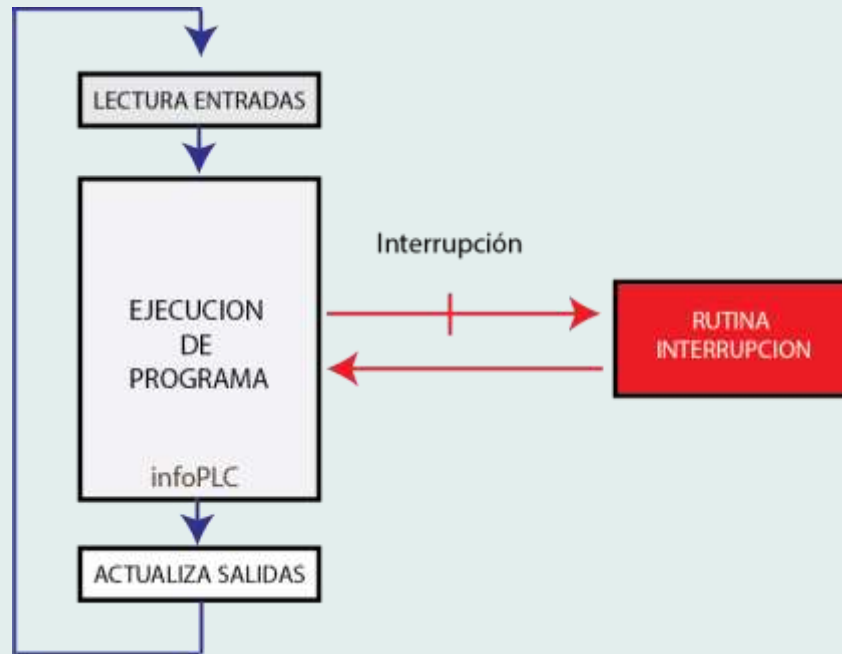 LECTURA ENTRADAS
Interrupción
EJECUCION
DE
PROGRAMA
RUTINA
INTERRUPCION
infoPLC
ACTUALIZA SALIDAS